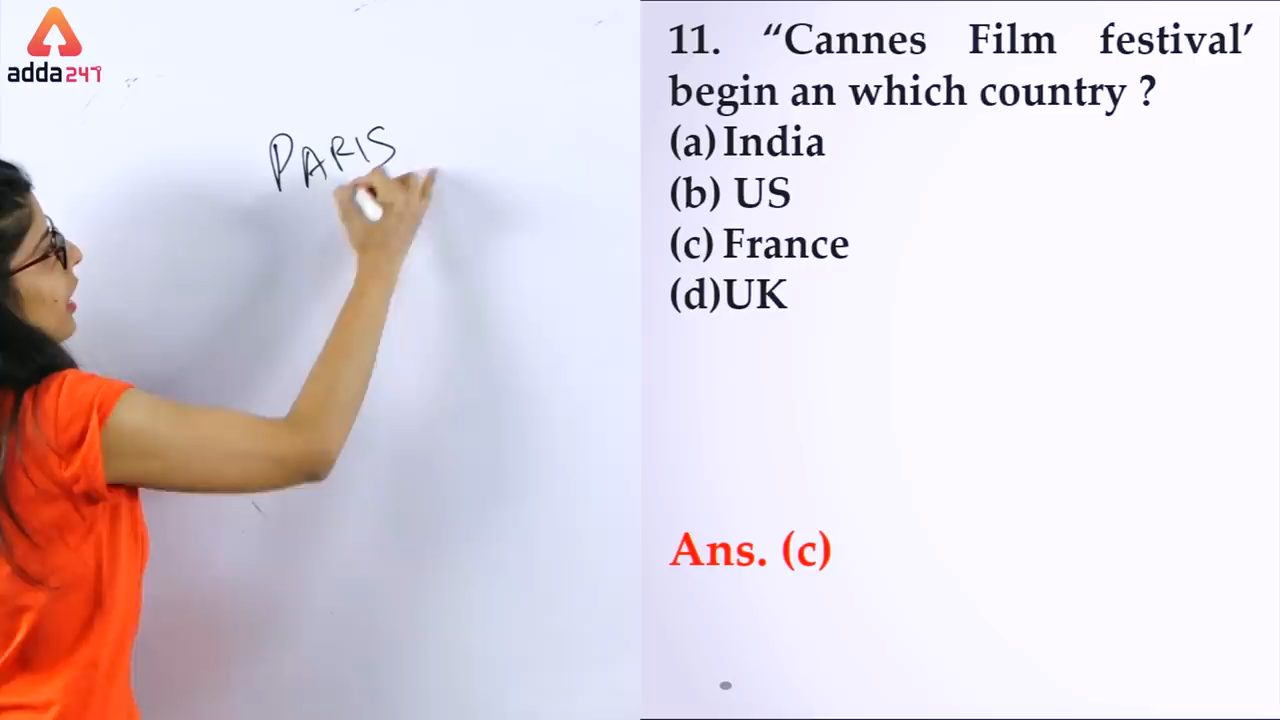 adda247
PARIS
11. “Cannes Film festival’
begin an which country ?
(a) India
(b) US
(c) France
(d)UK
Ans. (c)